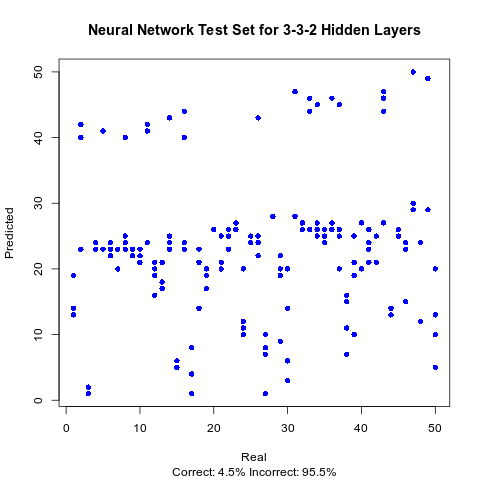 Neural Network Test Set for 3-3-2 Hidden Layers
Predicted
50
40
30
20
10
0
0 10 20 30 40 50
Real
Correct: 4.5% Incorrect: 95.5%